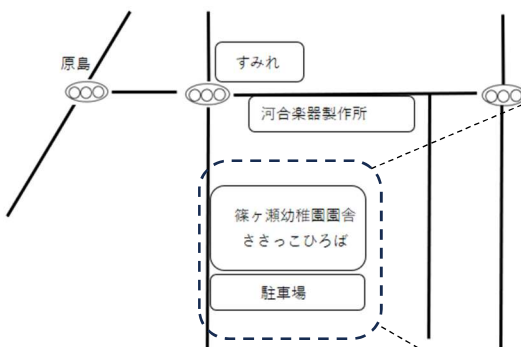 すみれ
原島
河合楽器製作所
篠ヶ瀬幼稚園園舎
ささっこひろば
駐車場